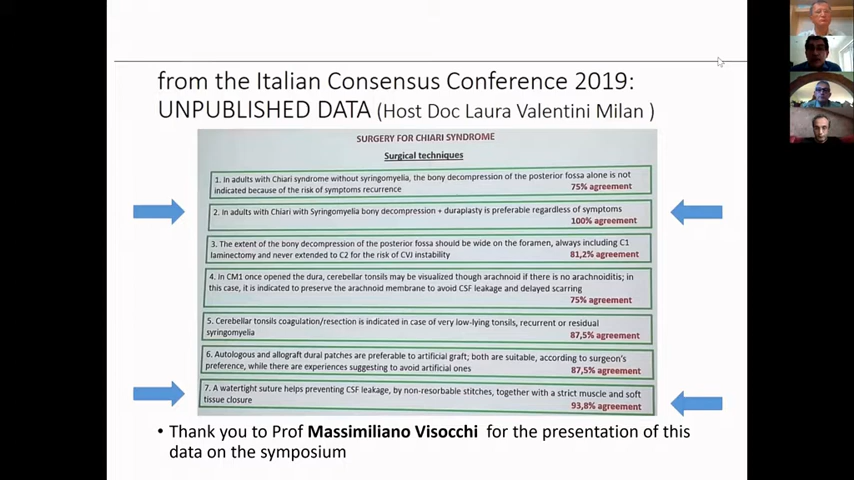 from the Italian Consensus Conference 2019:
UNPUBLISHED DATA (Host Doc Laura Valentini Milan )
SURGERY FOR CHIARI SYNDROME
Surgical techniques
1. In adults with Chiari syndrome without syringomyelia, the bony decompression of the posterior fossa alone is not
indicated because of the risk of symptoms recurrence 75% agreement
2. In adults with Chiari with Syringomyelia bony decompression + duraplasty is preferable regardless of symptoms
100% agreement
3. The extent of the bony decompression of the posterior fossa should be wide on the foramen, always including C1
laminectomy and never extended to C2 for the risk of CVJ instability 81,2% agreement
4. In CM1 once opened the dura, cerebellar tonsils may be visualized though arachnoid if there is no arachnoiditis; in
this case, it is indicated to preserve the arachnoid membrane to avoid CSF leakage and delayed scarring
75% agreement
5. Cerebellar tonsils coagulation/resection is indicated in case of very low-lying tonsils, recurrent or residual
syringomyelia 87,5% agreement
6. Autologous and allograft dural patches are preferable to artificial graft; both are suitable, according to surgeon's
preference, while there are experiences suggesting to avoid artificial ones 87,5% agreement
7. A watertight suture helps preventing CSF leakage, by non-resorbable stitches, together with a strict muscle and soft
tissue closure 93,8% agreement
• Thank you to Prof Massimiliano Visocchi for the presentation of this
data on the symposium